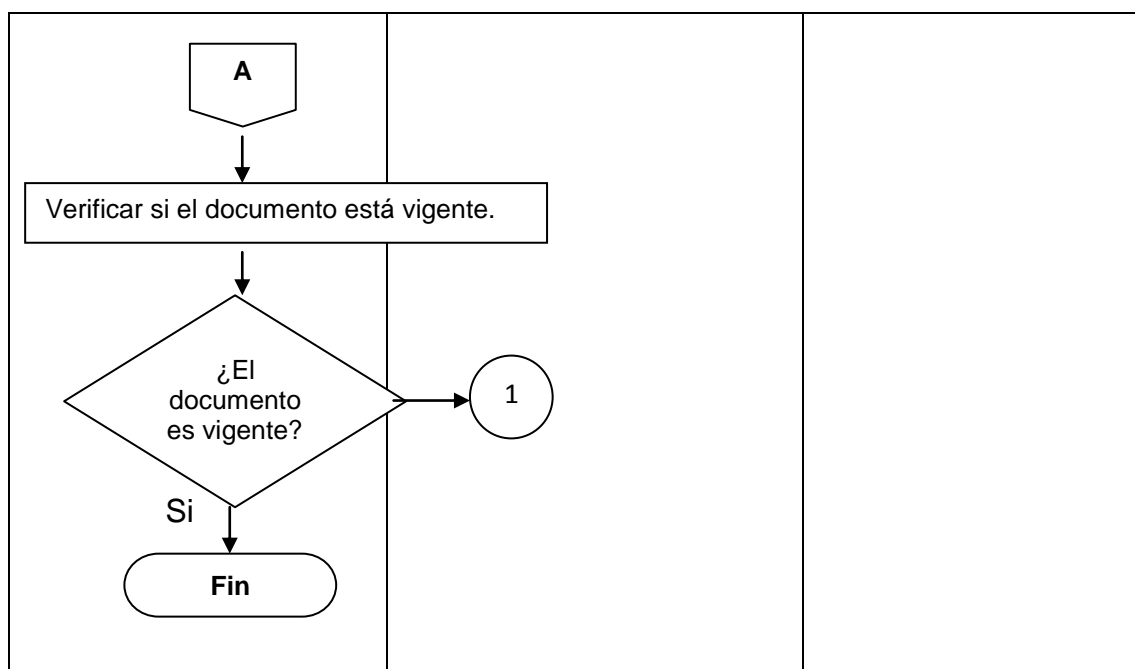 A
Verificar si el documento está vigente.
¿El
documento
es vigente?
1
Si
Fin